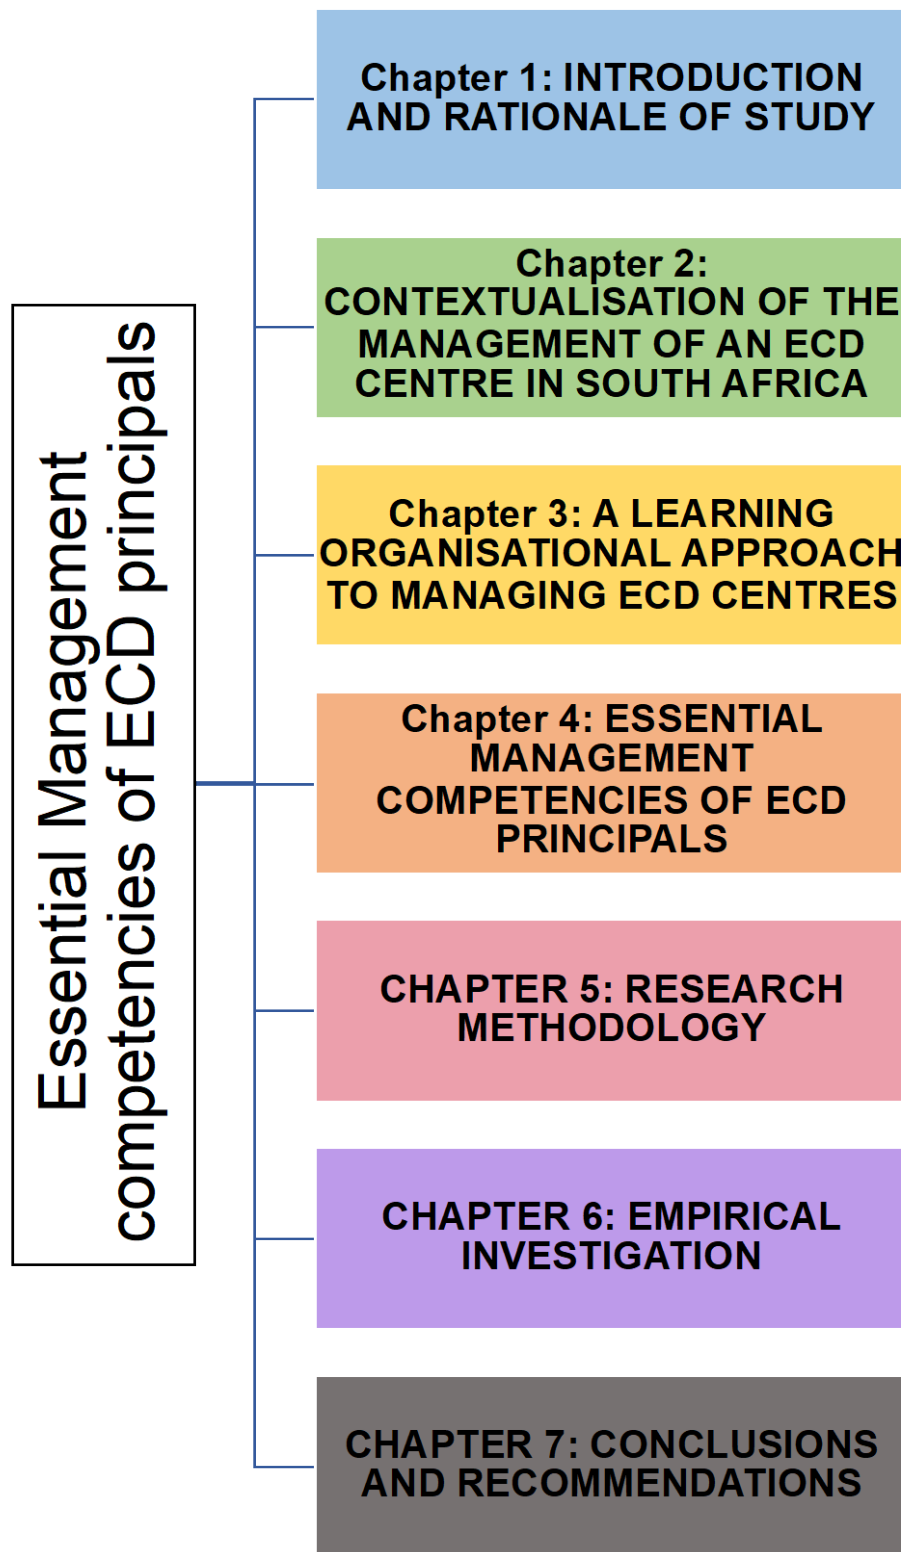 Essential Management
competencies of ECD principals
Chapter 1: INTRODUCTION
AND RATIONALE OF STUDY
Chapter 2:
CONTEXTUALISATION OF THE
MANAGEMENT OF AN ECD
CENTRE IN SOUTH AFRICA
Chapter 3: A LEARNING
ORGANISATIONAL APPROACH
TO MANAGING ECD CENTRES
Chapter 4: ESSENTIAL
MANAGEMENT
COMPETENCIES OF ECD
PRINCIPALS
CHAPTER 5: RESEARCH
METHODOLOGY
CHAPTER 6: EMPIRICAL
INVESTIGATION
CHAPTER 7: CONCLUSIONS
AND RECOMMENDATIONS